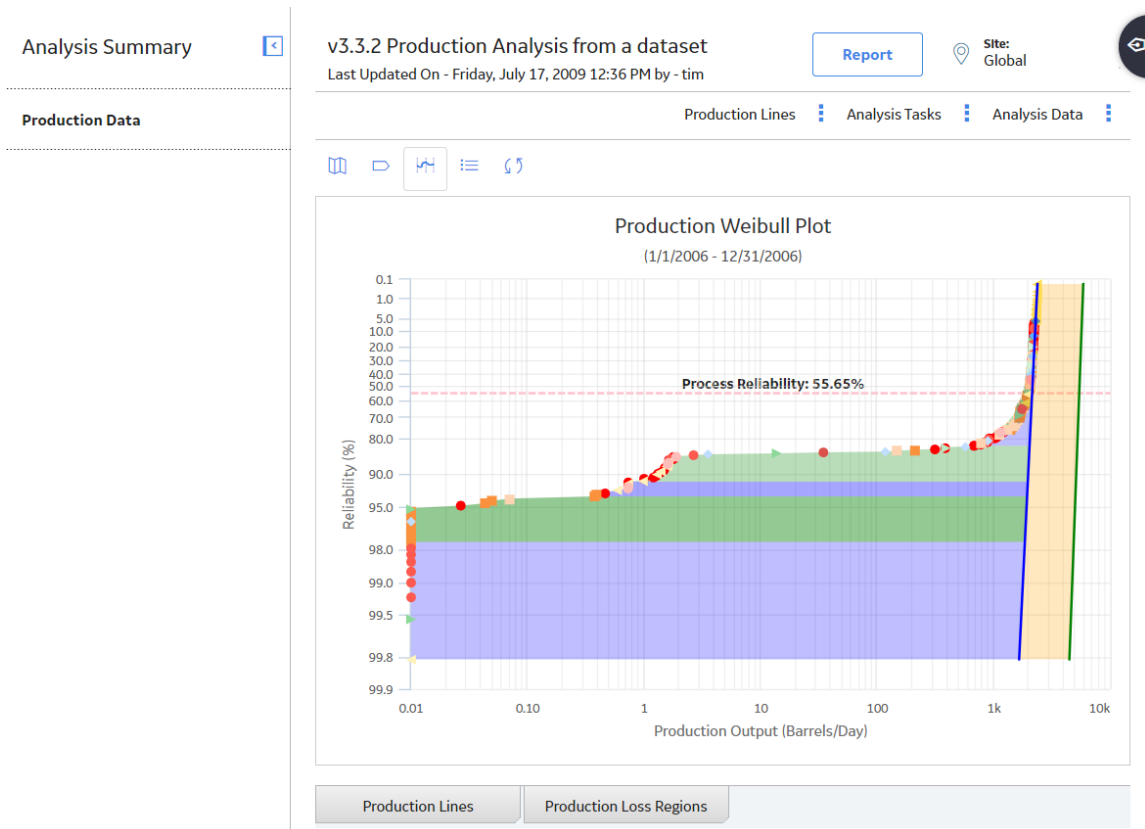 Analysis Summary
Production Data
v3.3.2 Production Analysis from a dataset
Last Updated On - Friday, July 17, 2009 12:36 PM by - tim
Report
Site:
Global
Production Lines
Analysis Tasks
Analysis Data
Production Weibull Plot
(1/1/2006 - 12/31/2006)
0.1
1.0
5.0
10.0
20.0
30.0
40.0
50.0
60.0
70.0
80.0
90.0
95.0
98.0
99.0
99.5
99.8
99.9
Reliability (%)
Process Reliability: 55.65%
0.01
0.10
1
10
100
1k
10k
Production Output (Barrels/Day)
Production Lines
Production Loss Regions